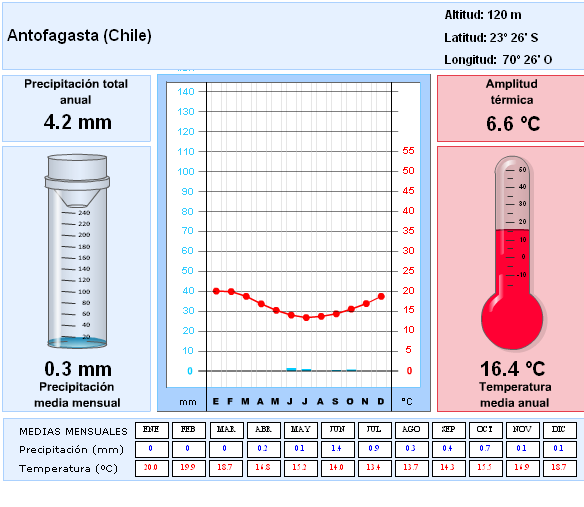 Antofagasta (Chile)
Altitud: 120 m
Latitud: 23º 26' S
Longitud: 70º 26' O
Precipitación total
anual
4.2 mm
Amplitud
térmica
6.6 ºC
140
130
120
110
100
90
80
70
60
50
40
30
20
10
0
55
50
45
40
35
30
25
20
15
10
5
0
mm E F M A M J J A S O N D ºC
240
220
200
180
160
140
120
100
80
60
40
20
0.3 mm
Precipitación
media mensual
50
40
30
20
10
0
-10
16.4 ºC
Temperatura
media anual
MEDIAS MENSUALES ENE FEB MAR ABR MAY JUN JUL AGO SEP OCT NOV DIC
Precipitación (mm) 0 0 0 0.2 0.1 1.4 0.9 0.3 0.4 0.7 0.1 0.1
Temperatura (ºC) 20.0 19.9 18.7 16.8 15.2 14.0 13.4 13.7 14.3 15.5 16.9 18.7